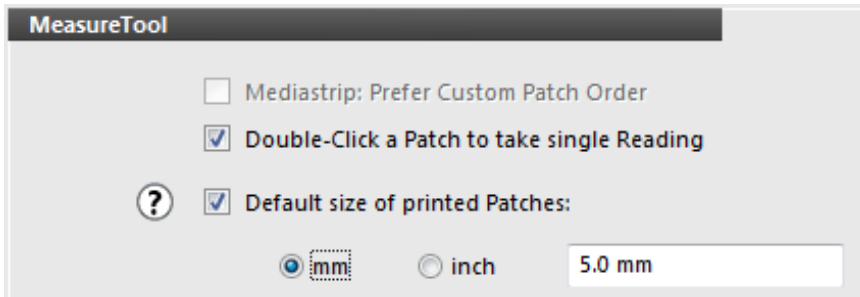 MeasureTool
Mediastrip: Prefer Custom Patch Order
Double-Click a Patch to take single Reading
? Default size of printed Patches:
mm inch 5.0 mm